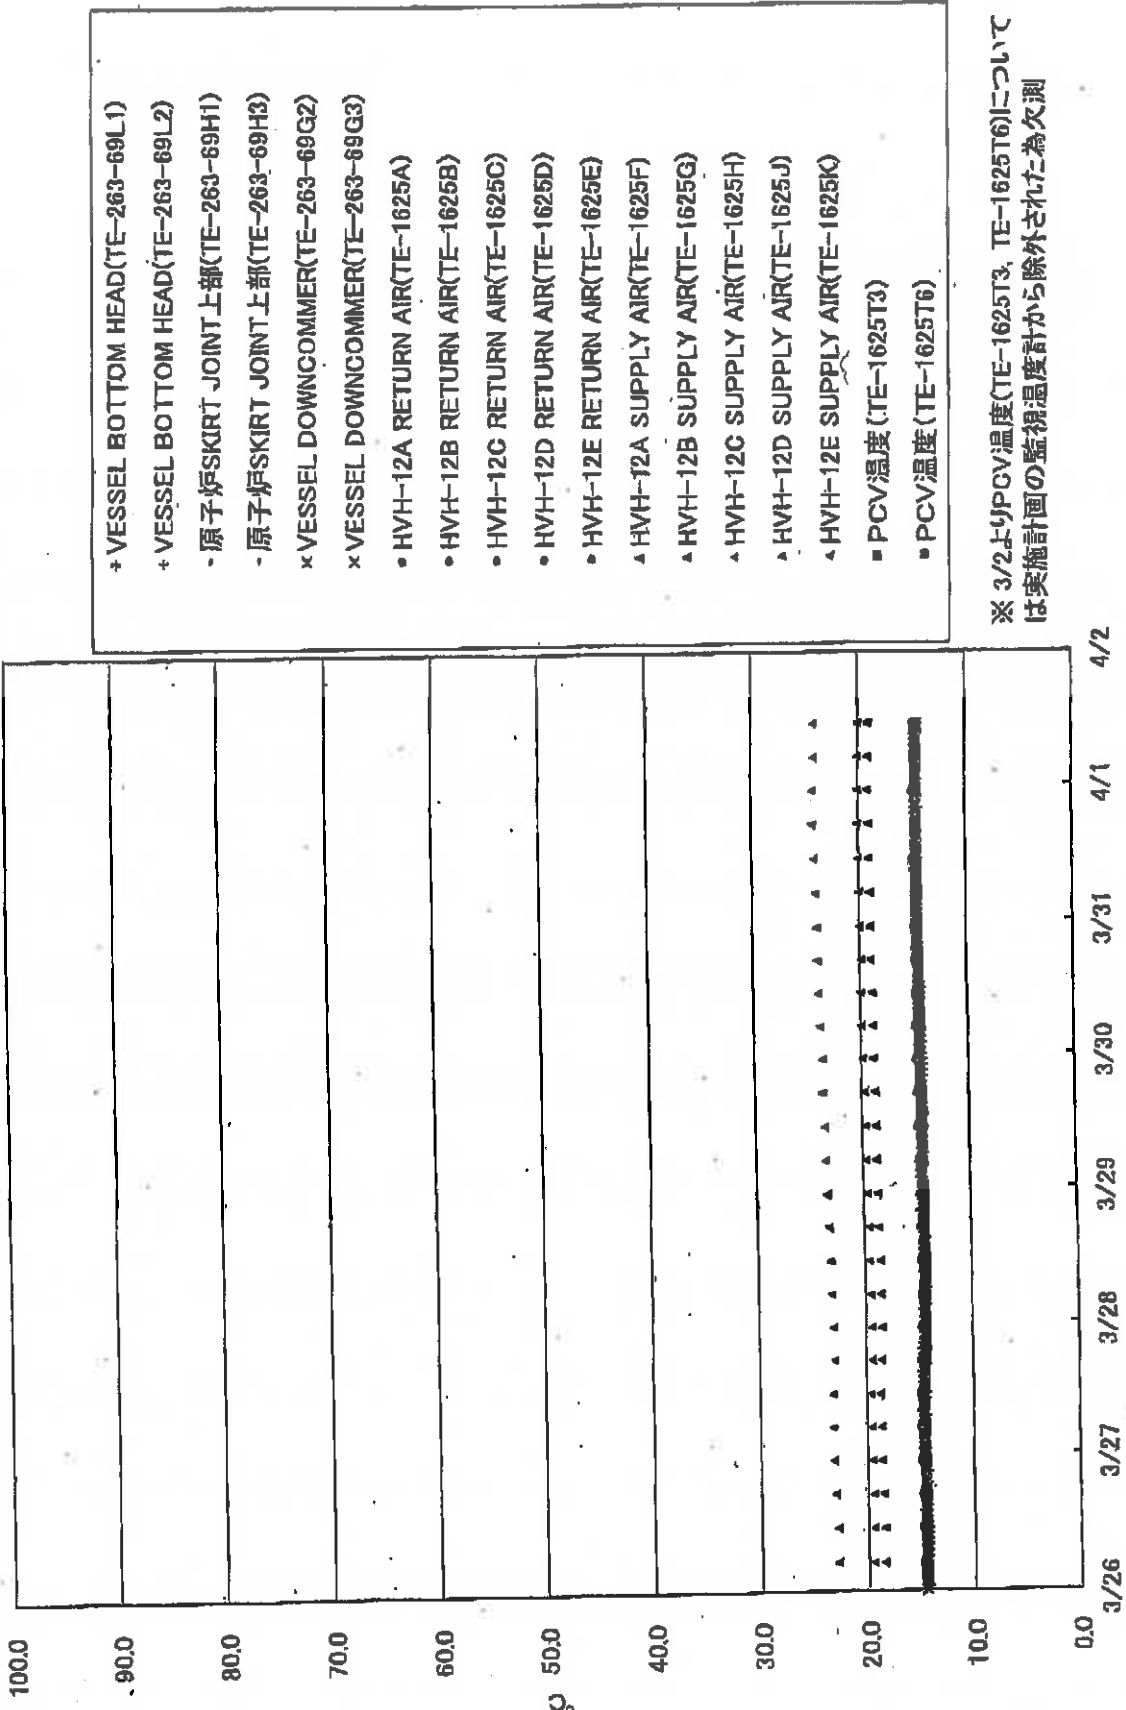 100.0
90.0
80.0
70.0
60.0
50.0
40.0
30.0
20.0
10.0
0.0
℃
3/26
3/27
3/28
3/29
3/30
3/31
4/1
4/2
+ VESSEL BOTTOM HEAD(TE-263-69L1)
+ VESSEL BOTTOM HEAD(TE-263-69L2)
- 原子炉SKIRT JOINT上部(TE-263-69H1)
- 原子炉SKIRT JOINT上部(TE-263-69H3)
× VESSEL DOWNCOMMER(TE-263-69G2)
× VESSEL DOWNCOMMER(TE-263-69G3)
● HVH-12A RETURN AIR(TE-1625A)
● HVH-12B RETURN AIR(TE-1625B)
● HVH-12C RETURN AIR(TE-1625C)
● HVH-12D RETURN AIR(TE-1625D)
● HVH-12E RETURN AIR(TE-1625E)
▲ HVH-12A SUPPLY AIR(TE-1625F)
▲ HVH-12B SUPPLY AIR(TE-1625G)
▲ HVH-12C SUPPLY AIR(TE-1625H)
▲ HVH-12D SUPPLY AIR(TE-1625J)
▲ HVH-12E SUPPLY AIR(TE-1625K)
■ PCV温度(TE-1625T3)
■ PCV温度(TE-1625T6)
※ 3/2よりPCV温度(TE-1625T3, TE-1625T6)について
は実施計画の監視温度計から除外された為欠測